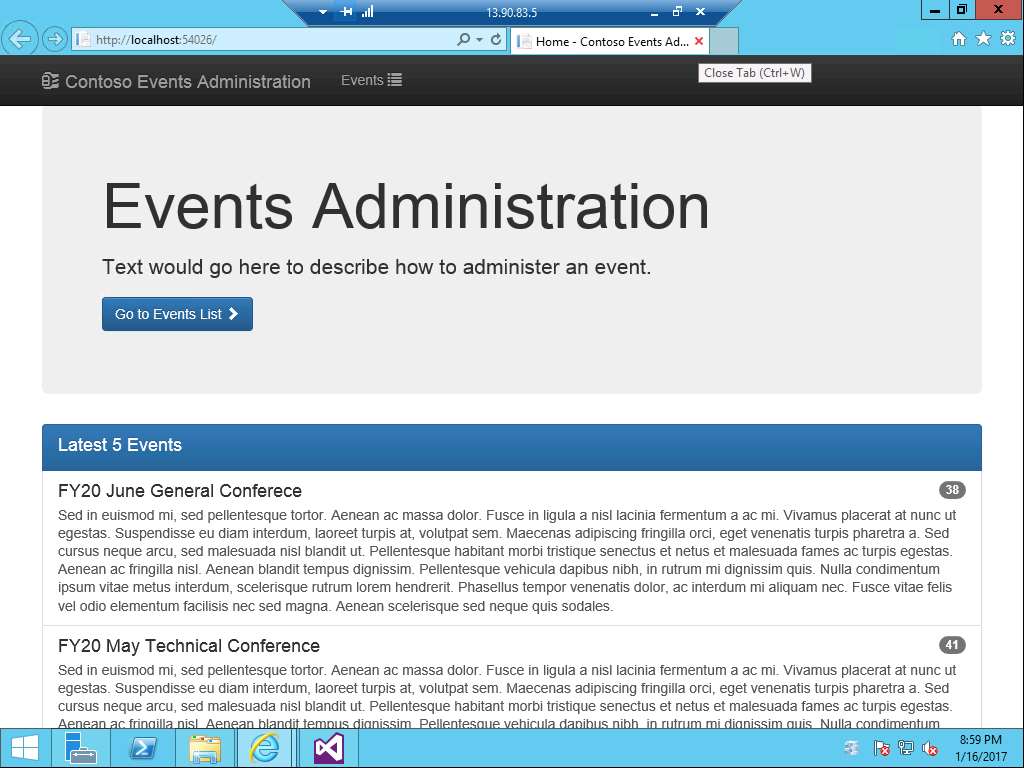 13.90.83.5
http://localhost:54026/
Home - Contoso Events Ad...
Close Tab (Ctrl+W)
Contoso Events Administration
Events
Events Administration
Text would go here to describe how to administer an event.
Go to Events List
Latest 5 Events
FY20 June General Conferece
38
Sed in euismod mi, sed pellentesque tortor. Aenean ac massa dolor. Fusce in ligula a nisl lacinia fermentum a ac mi. Vivamus placerat at nunc ut
egestas. Suspendisse eu diam interdum, laoreet turpis at, volutpat sem. Maecenas adipiscing fringilla orci, eget venenatis turpis pharetra a. Sed
cursus neque arcu, sed malesuada nisl blandit ut. Pellentesque habitant morbi tristique senectus et netus et malesuada fames ac turpis egestas.
Aenean ac fringilla nisl. Aenean blandit tempus dignissim. Pellentesque vehicula dapibus nibh, in rutrum mi dignissim quis. Nulla condimentum
ipsum vitae metus interdum, scelerisque rutrum lorem hendrerit. Phasellus tempor venenatis dolor, ac interdum mi aliquam nec. Fusce vitae felis
vel odio elementum facilisis nec sed magna. Aenean scelerisque sed neque quis sodales.
FY20 May Technical Conference
41
Sed in euismod mi, sed pellentesque tortor. Aenean ac massa dolor. Fusce in ligula a nisl lacinia fermentum a ac mi. Vivamus placerat at nunc ut
egestas. Suspendisse eu diam interdum, laoreet turpis at, volutpat sem. Maecenas adipiscing fringilla orci, eget venenatis turpis pharetra a. Sed
cursus neque arcu, sed malesuada nisl blandit ut. Pellentesque habitant morbi tristique senectus et netus et malesuada fames ac turpis egestas.
Aenean ac fringilla nisl. Aenean blandit tempus dignissim. Pellentesque vehicula dapibus nibh, in rutrum mi dignissim quis. Nulla condimentum
8:59 PM
1/16/2017